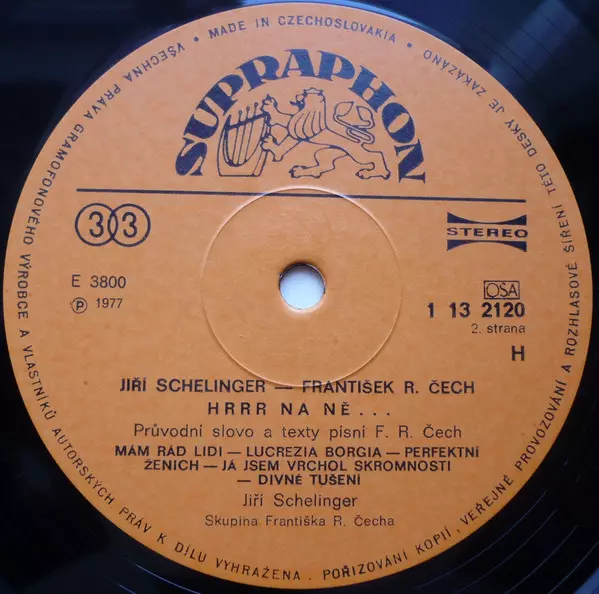 • MADE IN CZECHOSLOVAKIA •
VŠECHNA PRÁVA GRAMOFONOVÉHO VÝROBCE A VLASTNÍKŮ AUTORSKÝCH PRÁV K DÍLU VYHRAŽENA. POŘIZOVÁNÍ KOPIÍ, VEŘEJNÉ PROVOZOVÁNÍ A ROZHLASOVÉ ŠÍŘENÍ TÉTO DESKY JE ZAKÁZÁNO
SUPRAPHON
33
STEREO
E 3800
Ⓟ 1977
OSA
1 13 2120
2. strana
H
JIŘÍ SCHELINGER — FRANTIŠEK R. ČECH
HRRR NA NĚ...
Průvodní slovo a texty písní F. R. Čech
MÁM RÁD LIDI — LUCREZIA BORGIA — PERFEKTNÍ
ŽENICH — JÁ JSEM VRCHOL SKROMNOSTI
— DIVNÉ TUŠENÍ
Jiří Schelinger
Skupina Františka R. Čecha